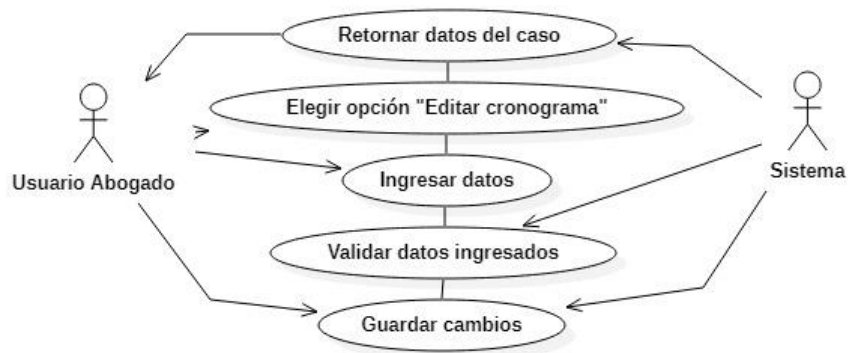 Retornar datos del caso
Elegir opción "Editar cronograma"
Usuario Abogado
Ingresar datos
Sistema
Validar datos ingresados
Guardar cambios